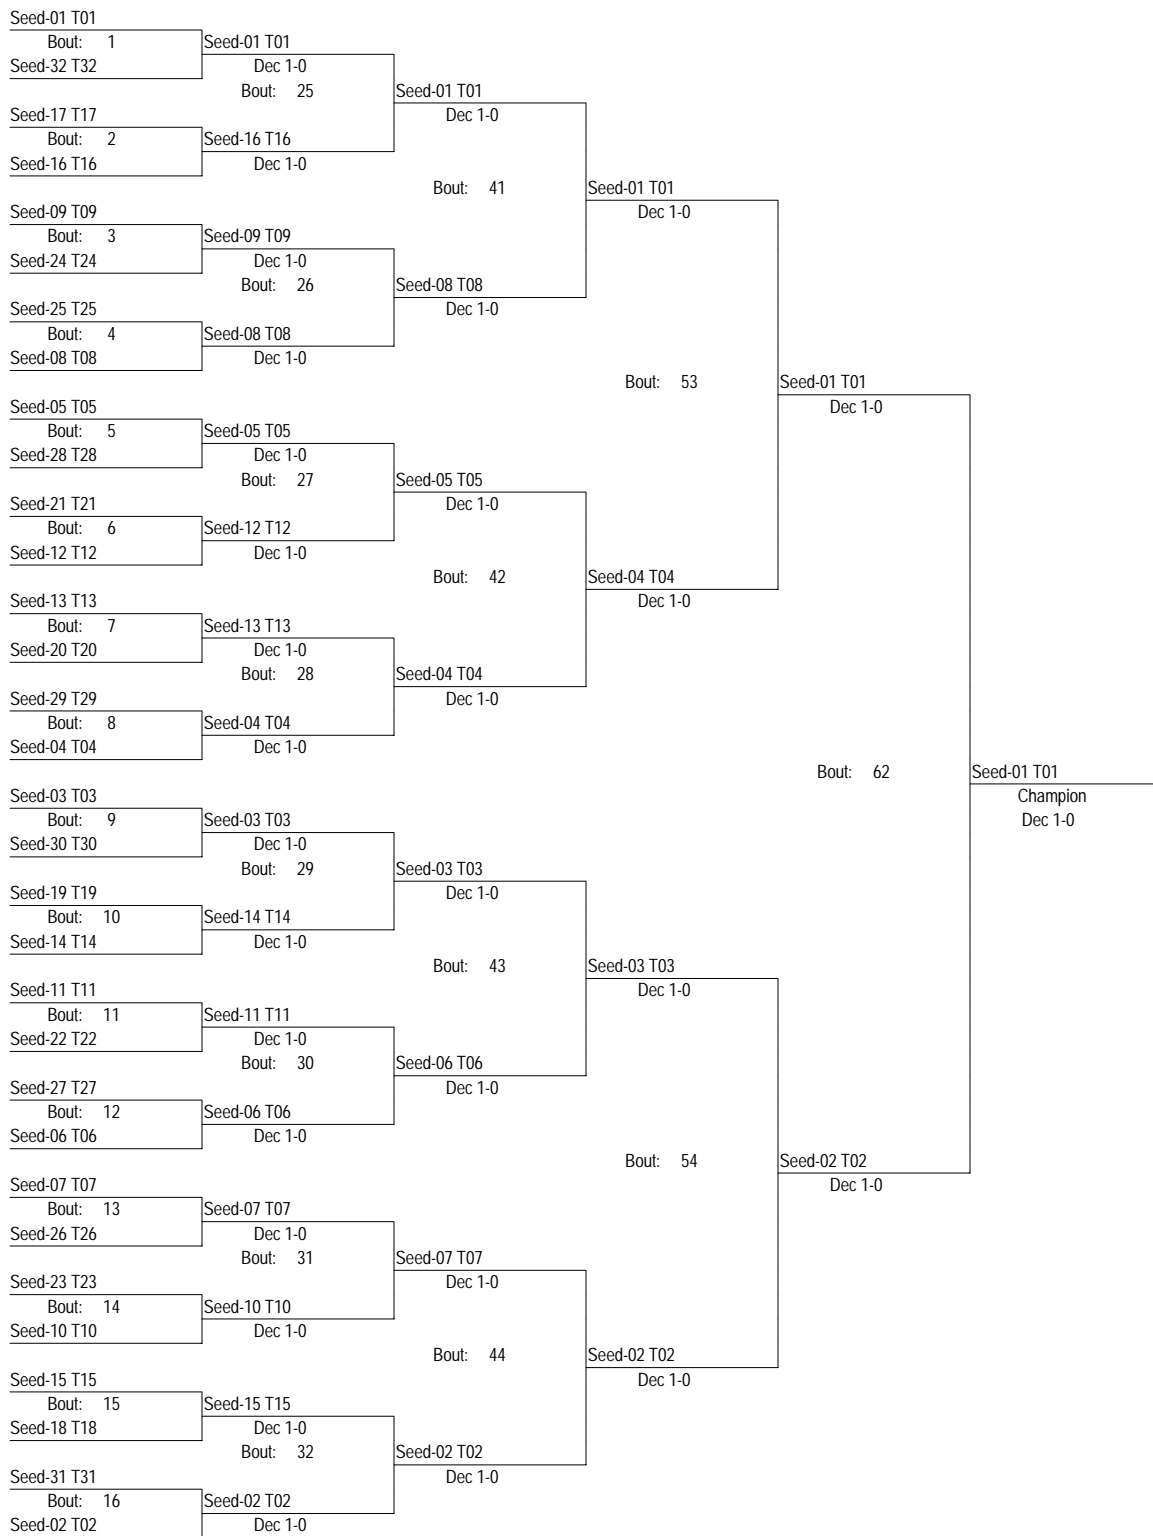 Seed-01 T01
Bout: 1
Seed-01 T01
Seed-32 T32
Dec 1-0
Bout: 25
Seed-01 T01
Seed-17 T17
Dec 1-0
Bout: 2
Seed-16 T16
Seed-16 T16
Dec 1-0
Bout: 41
Seed-01 T01
Seed-09 T09
Dec 1-0
Bout: 3
Seed-09 T09
Seed-24 T24
Dec 1-0
Bout: 26
Seed-08 T08
Seed-25 T25
Dec 1-0
Bout: 4
Seed-08 T08
Seed-08 T08
Dec 1-0
Bout: 53
Seed-01 T01
Seed-05 T05
Dec 1-0
Bout: 5
Seed-05 T05
Seed-28 T28
Dec 1-0
Bout: 27
Seed-05 T05
Seed-21 T21
Dec 1-0
Bout: 6
Seed-12 T12
Seed-12 T12
Dec 1-0
Bout: 42
Seed-04 T04
Seed-13 T13
Dec 1-0
Bout: 7
Seed-13 T13
Seed-20 T20
Dec 1-0
Bout: 28
Seed-04 T04
Seed-29 T29
Dec 1-0
Bout: 8
Seed-04 T04
Seed-04 T04
Dec 1-0
Bout: 62
Seed-01 T01
Seed-03 T03
Champion
Bout: 9
Seed-03 T03
Dec 1-0
Seed-30 T30
Dec 1-0
Bout: 29
Seed-03 T03
Seed-19 T19
Dec 1-0
Bout: 10
Seed-14 T14
Seed-14 T14
Dec 1-0
Bout: 43
Seed-03 T03
Seed-11 T11
Dec 1-0
Bout: 11
Seed-11 T11
Seed-22 T22
Dec 1-0
Bout: 30
Seed-06 T06
Seed-27 T27
Dec 1-0
Bout: 12
Seed-06 T06
Seed-06 T06
Dec 1-0
Bout: 54
Seed-02 T02
Seed-07 T07
Dec 1-0
Bout: 13
Seed-07 T07
Seed-26 T26
Dec 1-0
Bout: 31
Seed-07 T07
Seed-23 T23
Dec 1-0
Bout: 14
Seed-10 T10
Seed-10 T10
Dec 1-0
Bout: 44
Seed-02 T02
Seed-15 T15
Dec 1-0
Bout: 15
Seed-15 T15
Seed-18 T18
Dec 1-0
Bout: 32
Seed-02 T02
Seed-31 T31
Dec 1-0
Bout: 16
Seed-02 T02
Seed-02 T02
Dec 1-0